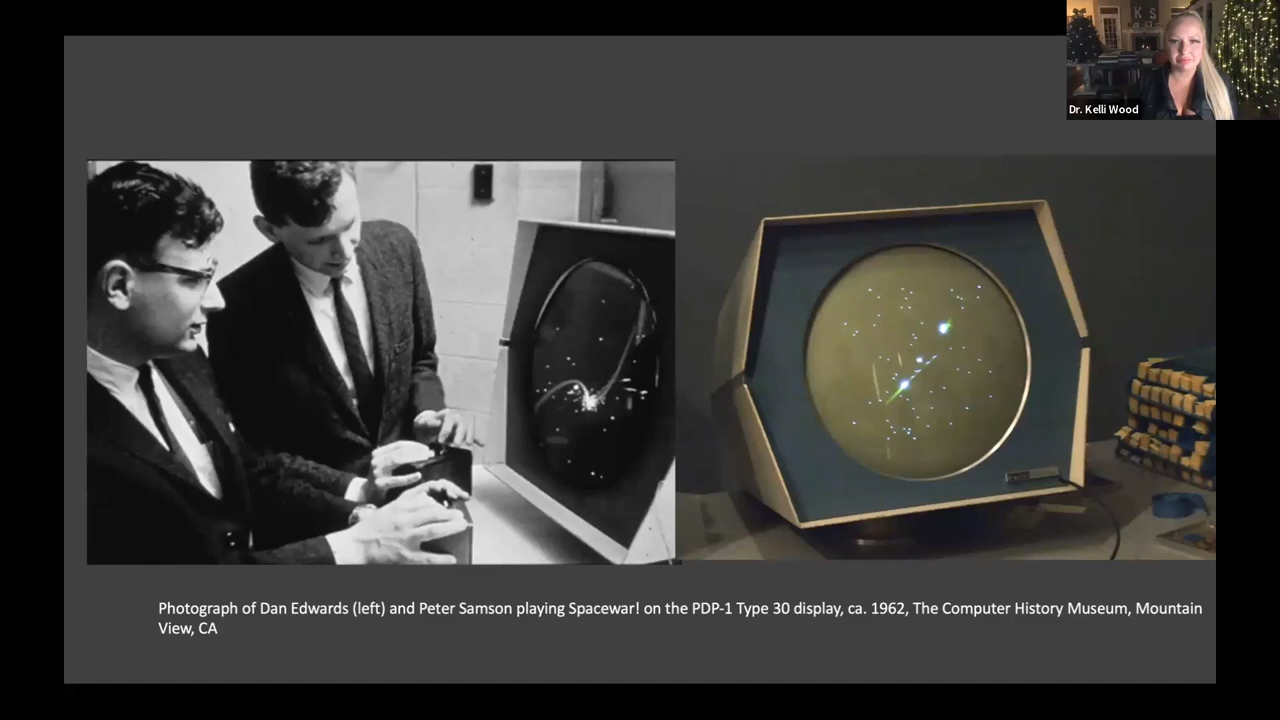 K S
Dr. Kelli Wood
Photograph of Dan Edwards (left) and Peter Samson playing Spacewar! on the PDP-1 Type 30 display, ca. 1962, The Computer History Museum, Mountain
View, CA